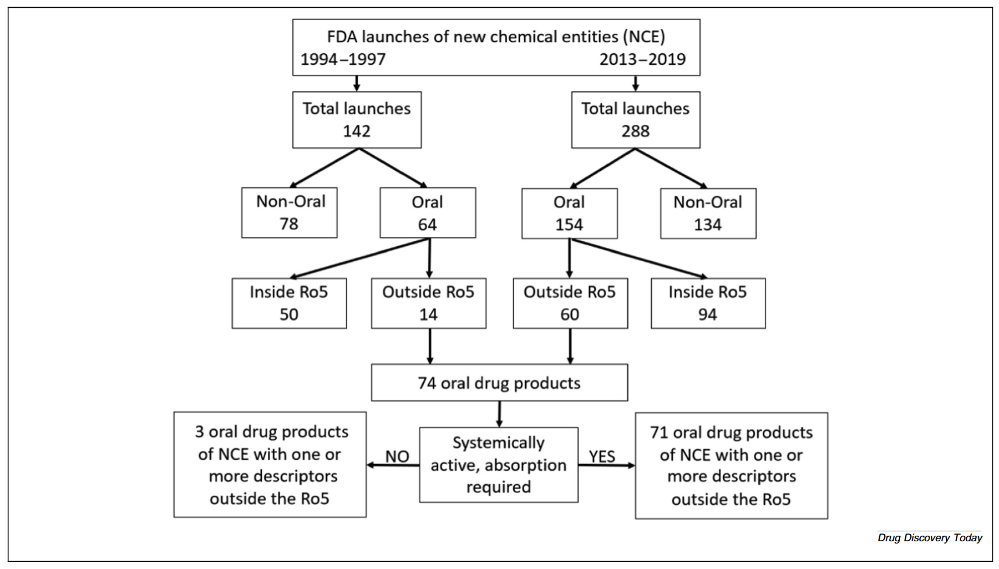 FDA launches of new chemical entities (NCE)
1994–1997 2013–2019
Total launches
142
Total launches
288
Non-Oral
78
Oral
64
Oral
154
Non-Oral
134
Inside Ro5
50
Outside Ro5
14
Outside Ro5
60
Inside Ro5
94
74 oral drug products
3 oral drug products
of NCE with one or
more descriptors
outside the Ro5
NO
Systemically
active, absorption
required
YES
71 oral drug products
of NCE with one or
more descriptors
outside the Ro5
Drug Discovery Today